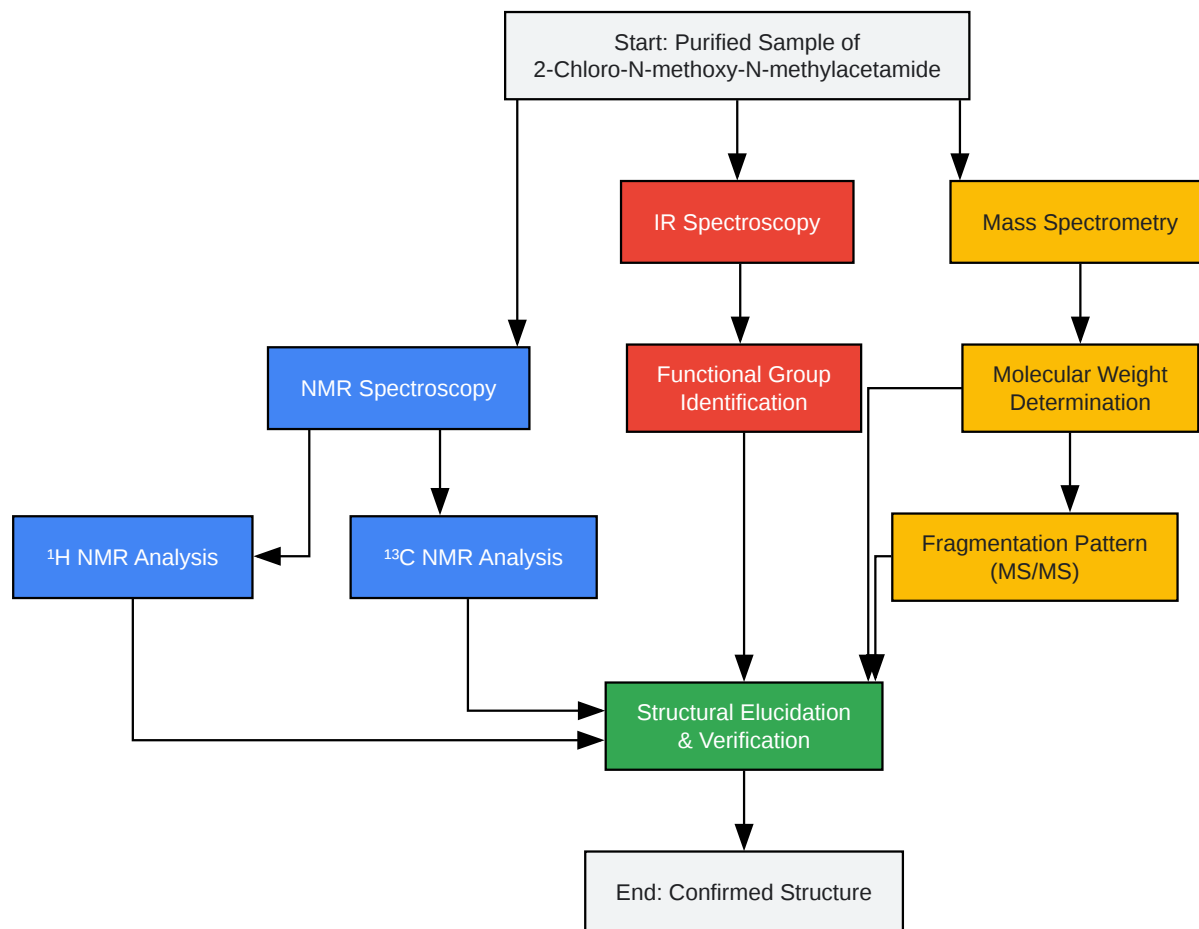 Start: Purified Sample of
2-Chloro-N-methoxy-N-methylacetamide
IR Spectroscopy
Mass Spectrometry
NMR Spectroscopy
Functional Group
Identification
Molecular Weight
Determination
¹H NMR Analysis
¹³C NMR Analysis
Fragmentation Pattern
(MS/MS)
Structural Elucidation
& Verification
End: Confirmed Structure